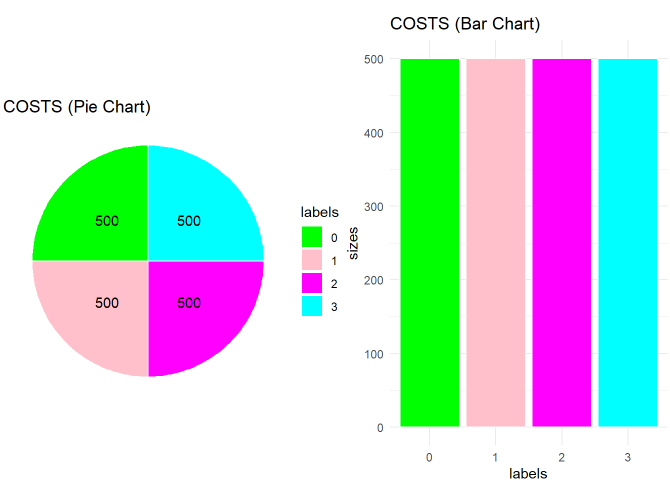 COSTS (Pie Chart)
500
500
500
500
labels
0
1
2
3
COSTS (Bar Chart)
sizes
500
400
300
200
100
0
0 1 2 3
labels